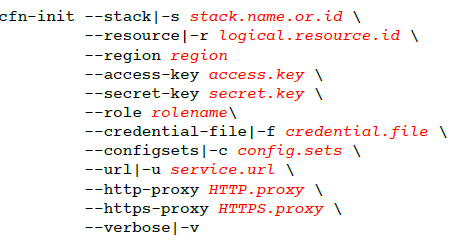 cfn-init --stack|-s stack.name.or.id \
         --resource|-r logical.resource.id \
         --region region
         --access-key access.key \
         --secret-key secret.key \
         --role rolename\
         --credential-file|-f credential.file \
         --configsets|-c config.sets \
         --url|-u service.url \
         --http-proxy HTTP.proxy \
         --https-proxy HTTPS.proxy \
         --verbose|-v